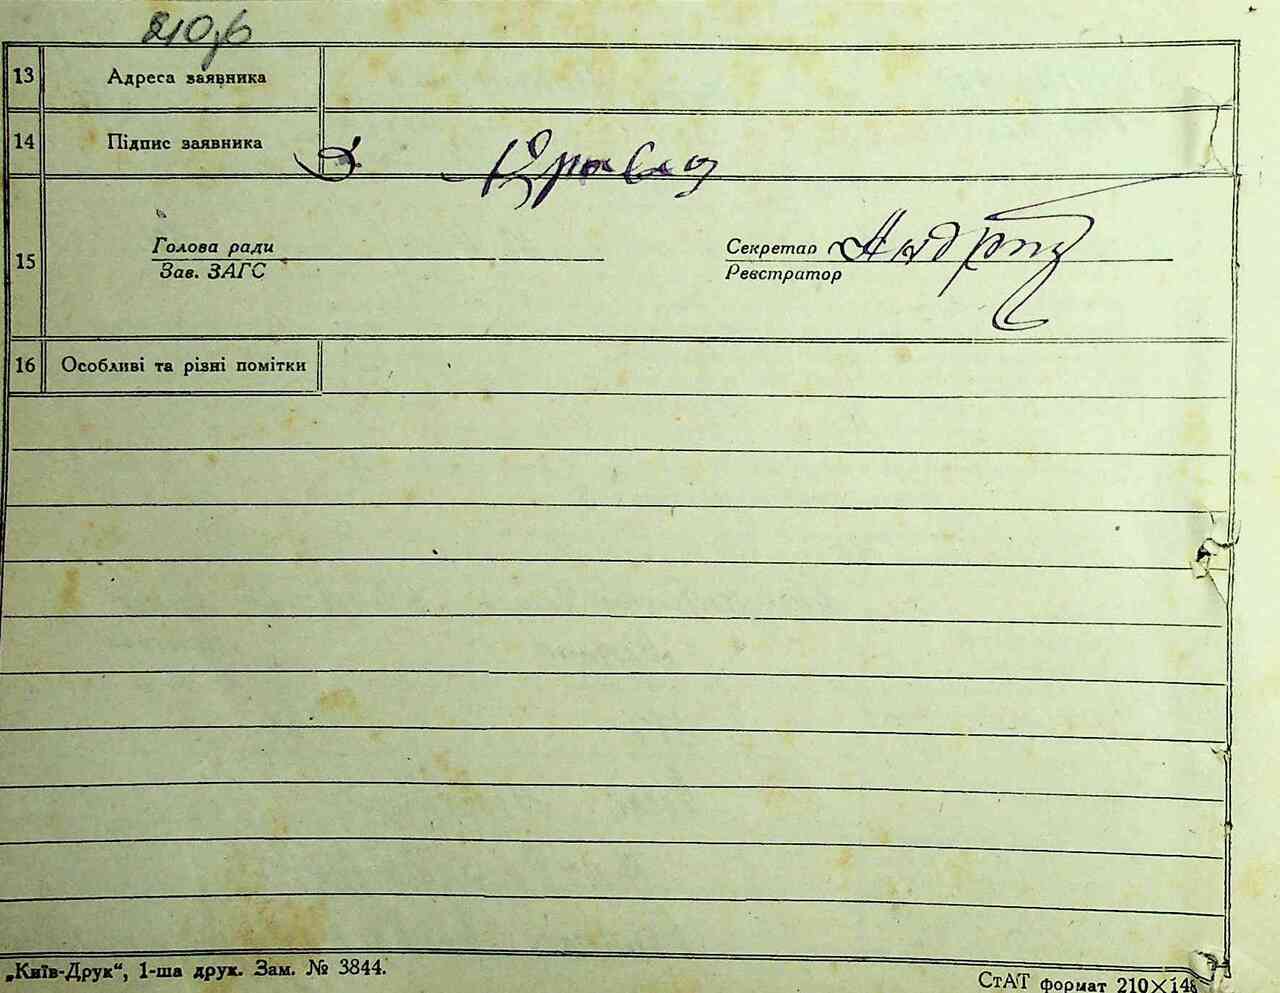 13 Адреса заявника
14 Підпис заявника
15 Голова ради Секретар
Зав. ЗАГС Реєстратор
16 Особливі та різні помітки
„Київ-Друк“, 1-ша друк. Зам. № 3844.
СтАТ формат 210×148